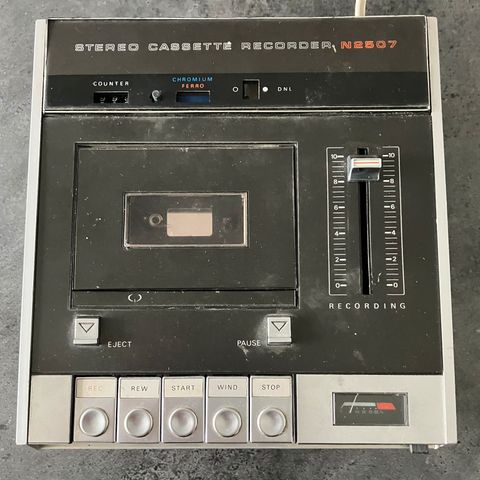 STEREO CASSETTE RECORDER N2507
COUNTER
CHROMIUM
FERRO
DNL
10 10
8 8
6 6
4 4
2 2
0 0
RECORDING
EJECT
PAUSE
REC REW START WIND STOP